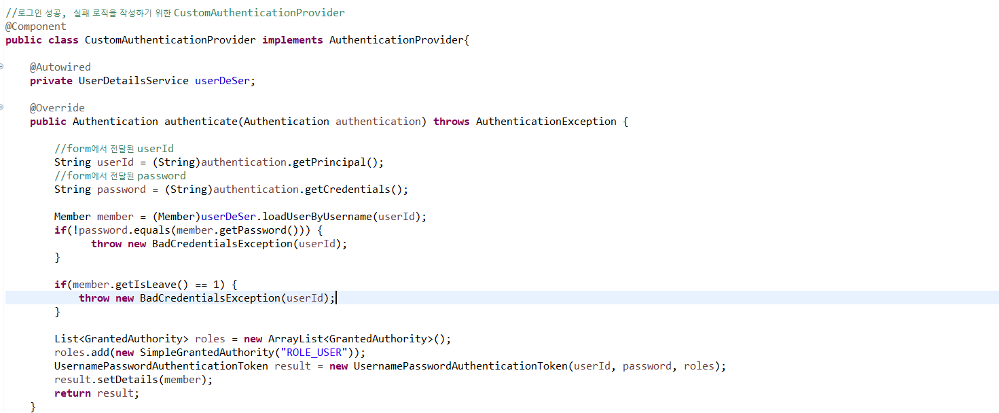 //로그인 성공, 실패 로직을 작성하기 위한 CustomAuthenticationProvider
@Component
public class CustomAuthenticationProvider implements AuthenticationProvider{
@Autowired
private UserDetailsService userDeSer;
@Override
public Authentication authenticate(Authentication authentication) throws AuthenticationException {
//form에서 전달된 userId
String userId = (String)authentication.getPrincipal();
//form에서 전달된 password
String password = (String)authentication.getCredentials();
Member member = (Member)userDeSer.loadUserByUsername(userId);
if(!password.equals(member.getPassword())) {
throw new BadCredentialsException(userId);
}
if(member.getIsLeave() == 1) {
throw new BadCredentialsException(userId);
}
List<GrantedAuthority> roles = new ArrayList<GrantedAuthority>();
roles.add(new SimpleGrantedAuthority("ROLE_USER"));
UsernamePasswordAuthenticationToken result = new UsernamePasswordAuthenticationToken(userId, password, roles);
result.setDetails(member);
return result;
}